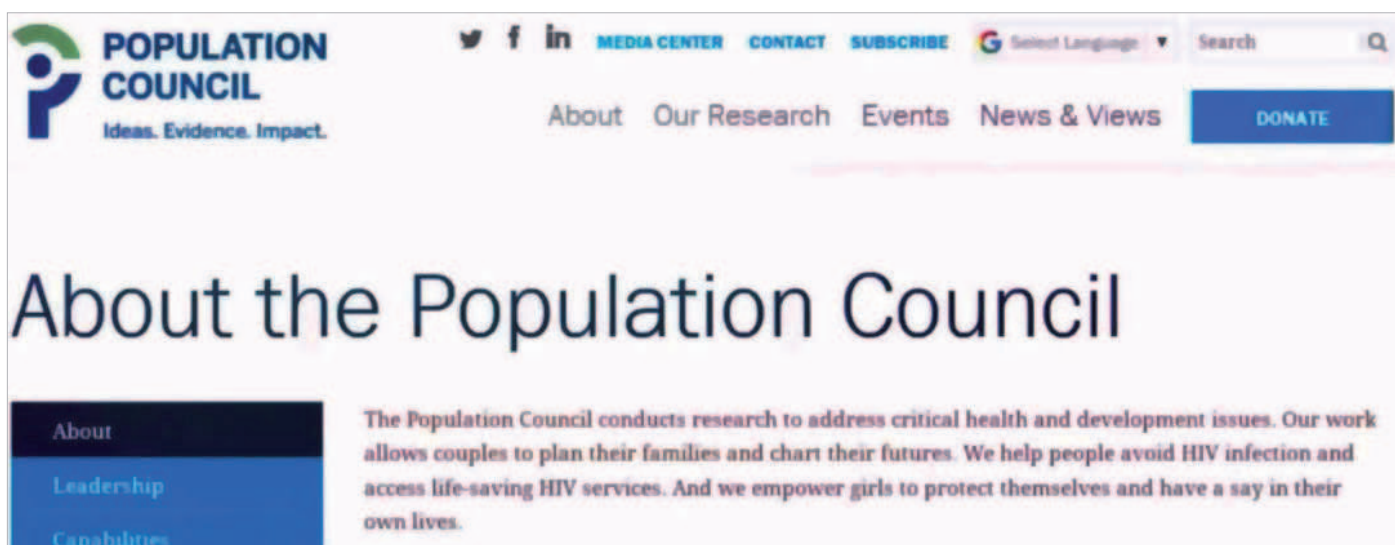 POPULATION
COUNCIL
Ideas. Evidence. Impact.
MEDIA CENTER CONTACT SUBSCRIBE Select Language ▼ Search
About Our Research Events News & Views DONATE
About the Population Council
About
Leadership
Capabilities
The Population Council conducts research to address critical health and development issues. Our work
allows couples to plan their families and chart their futures. We help people avoid HIV infection and
access life-saving HIV services. And we empower girls to protect themselves and have a say in their
own lives.